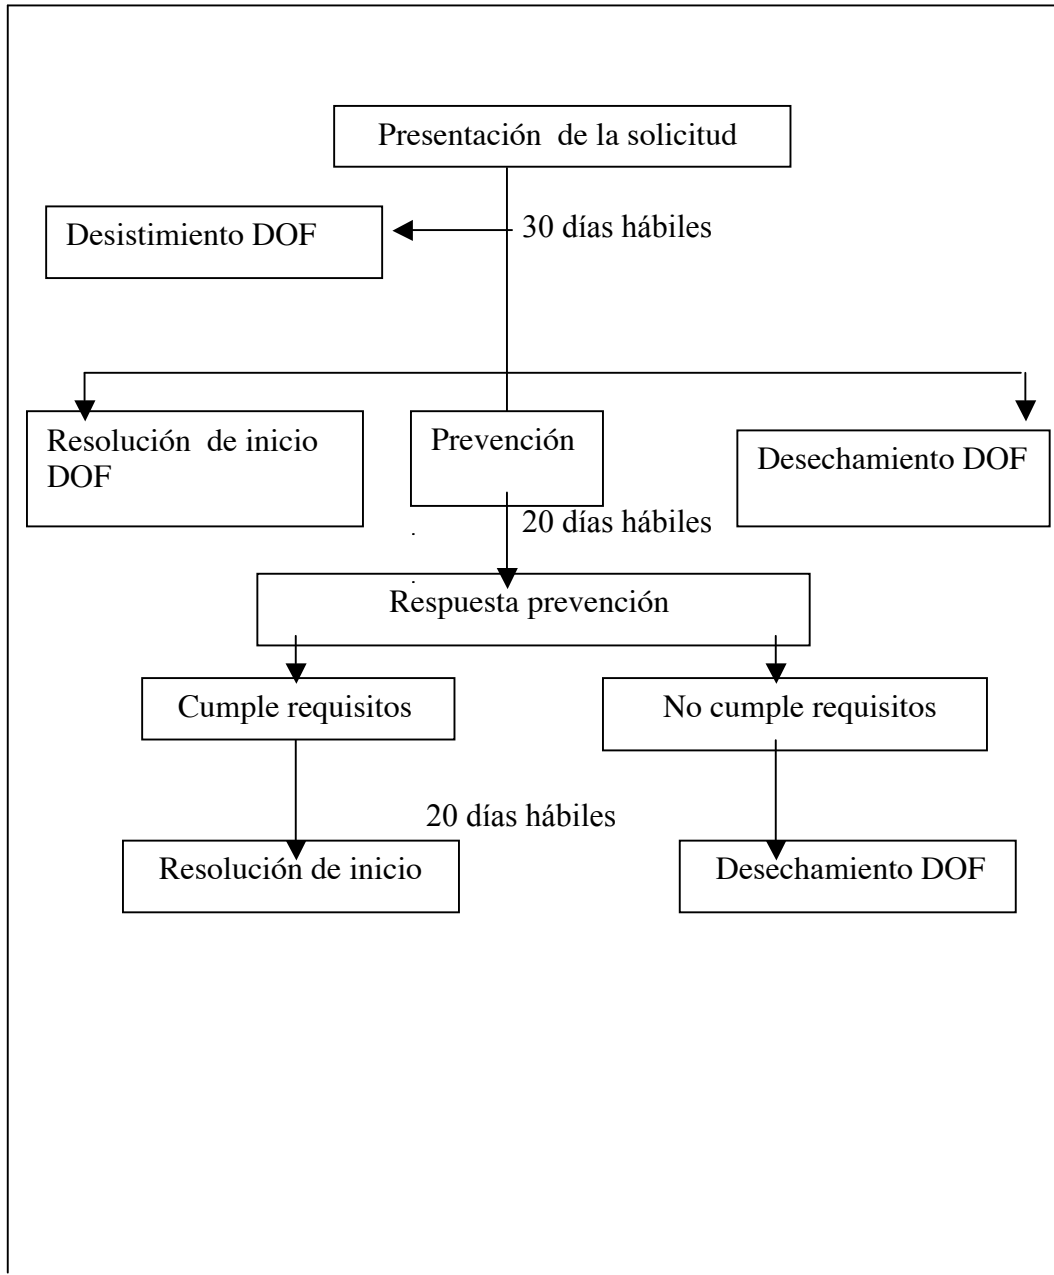 Presentación  de la solicitud
30 días hábiles
Desistimiento DOF
Resolución  de inicio
DOF
Prevención
Desechamiento DOF
20 días hábiles
Respuesta prevención
Cumple requisitos
No cumple requisitos
20 días hábiles
Resolución de inicio
Desechamiento DOF